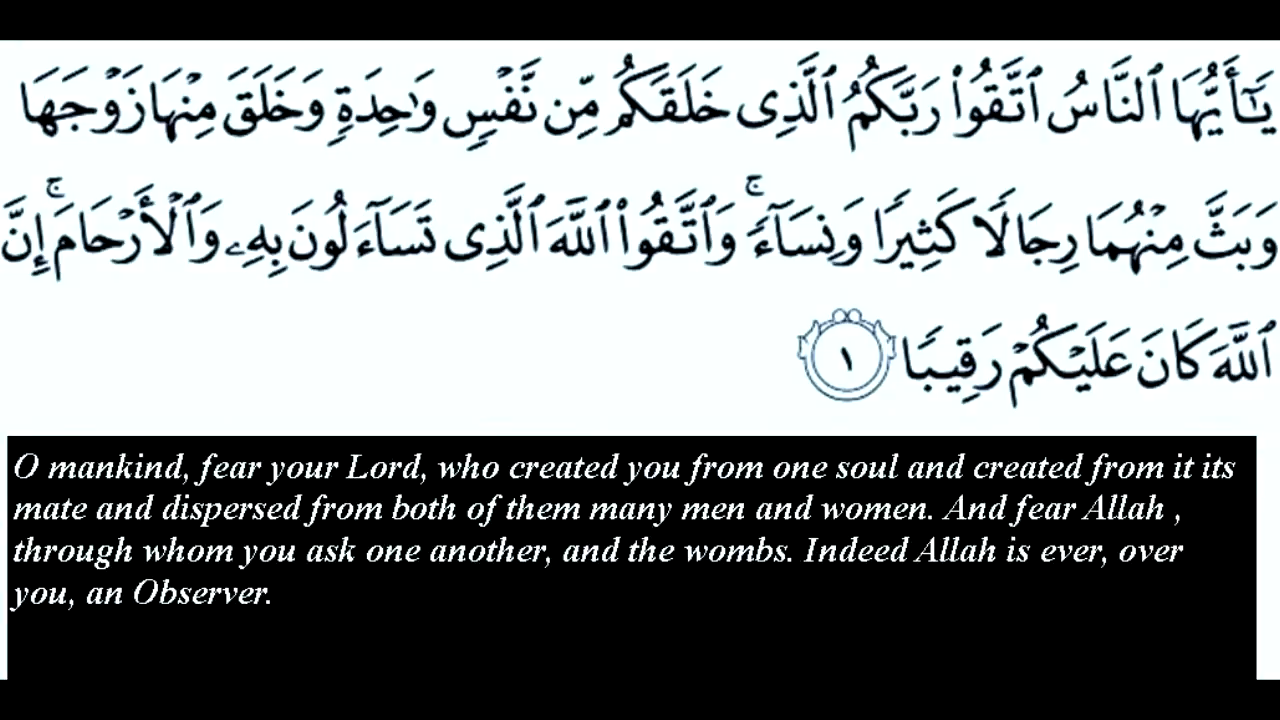 يَٰٓأَيُّهَا ٱلنَّاسُ ٱتَّقُوا۟ رَبَّكُمُ ٱلَّذِى خَلَقَكُم مِّن نَّفْسٍ وَٰحِدَةٍ وَخَلَقَ مِنْهَا زَوْجَهَا
وَبَثَّ مِنْهُمَا رِجَالًا كَثِيرًا وَنِسَآءً ۚ وَٱتَّقُوا۟ ٱللَّهَ ٱلَّذِى تَسَآءَلُونَ بِهِۦ وَٱلْأَرْحَامَ ۚ إِنَّ
ٱللَّهَ كَانَ عَلَيْكُمْ رَقِيبًا ١
O mankind, fear your Lord, who created you from one soul and created from it its
mate and dispersed from both of them many men and women. And fear Allah ,
through whom you ask one another, and the wombs. Indeed Allah is ever, over
you, an Observer.